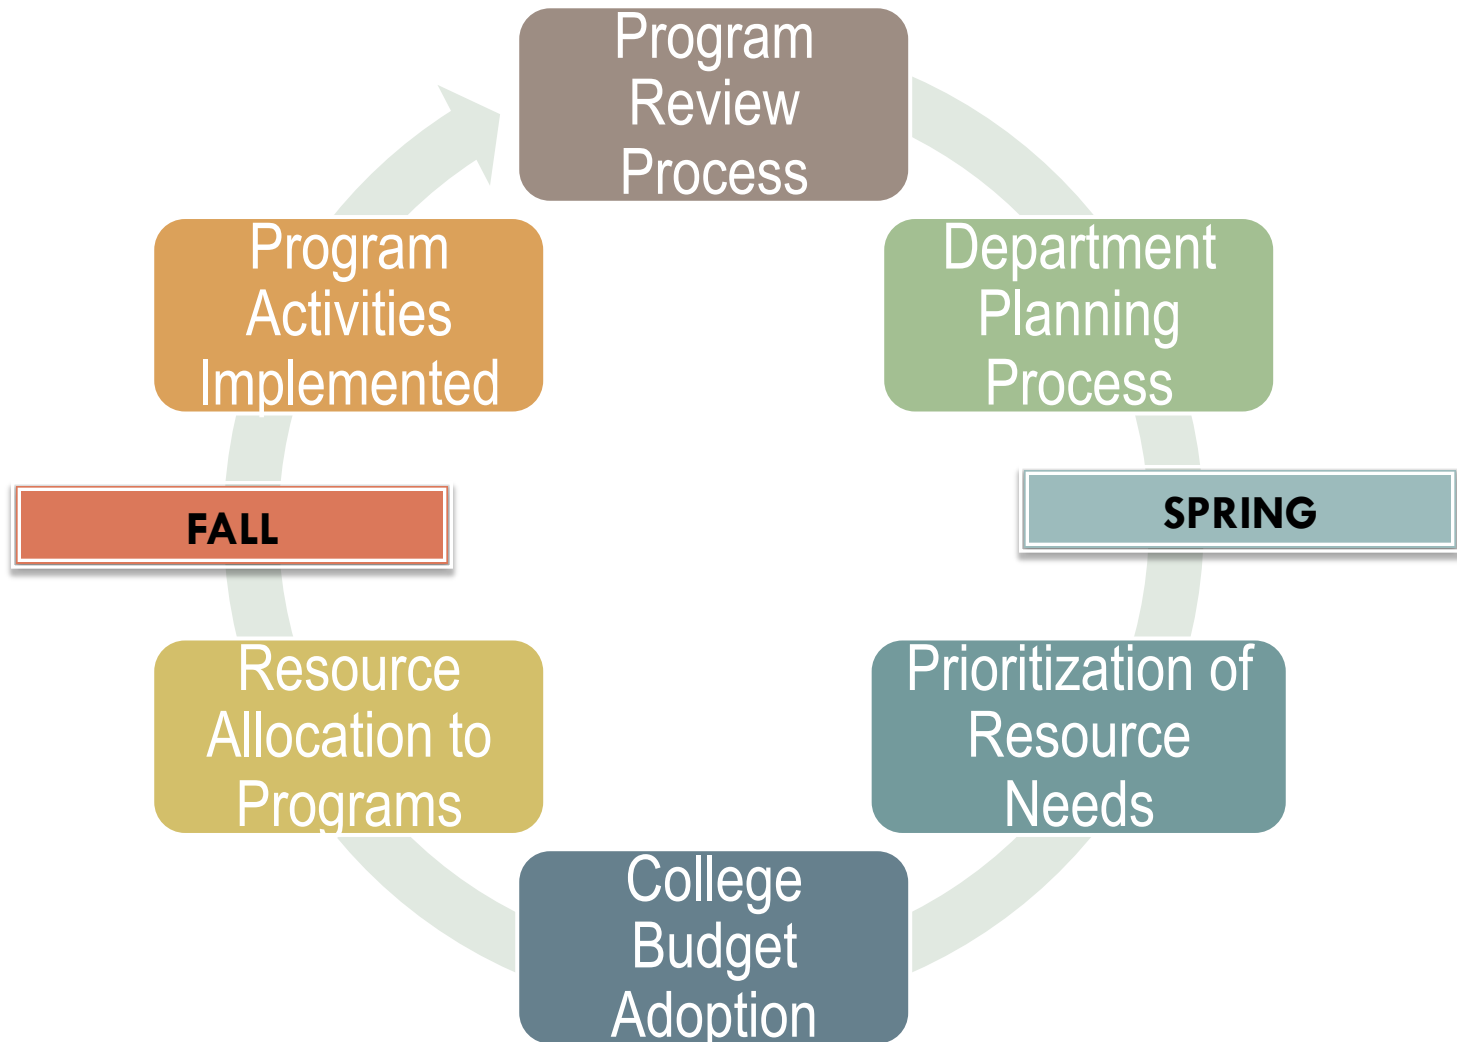 Program
Review
Process
Department
Planning
Process
SPRING
Prioritization of
Resource
Needs
College
Budget
Adoption
Resource
Allocation to
Programs
FALL
Program
Activities
Implemented